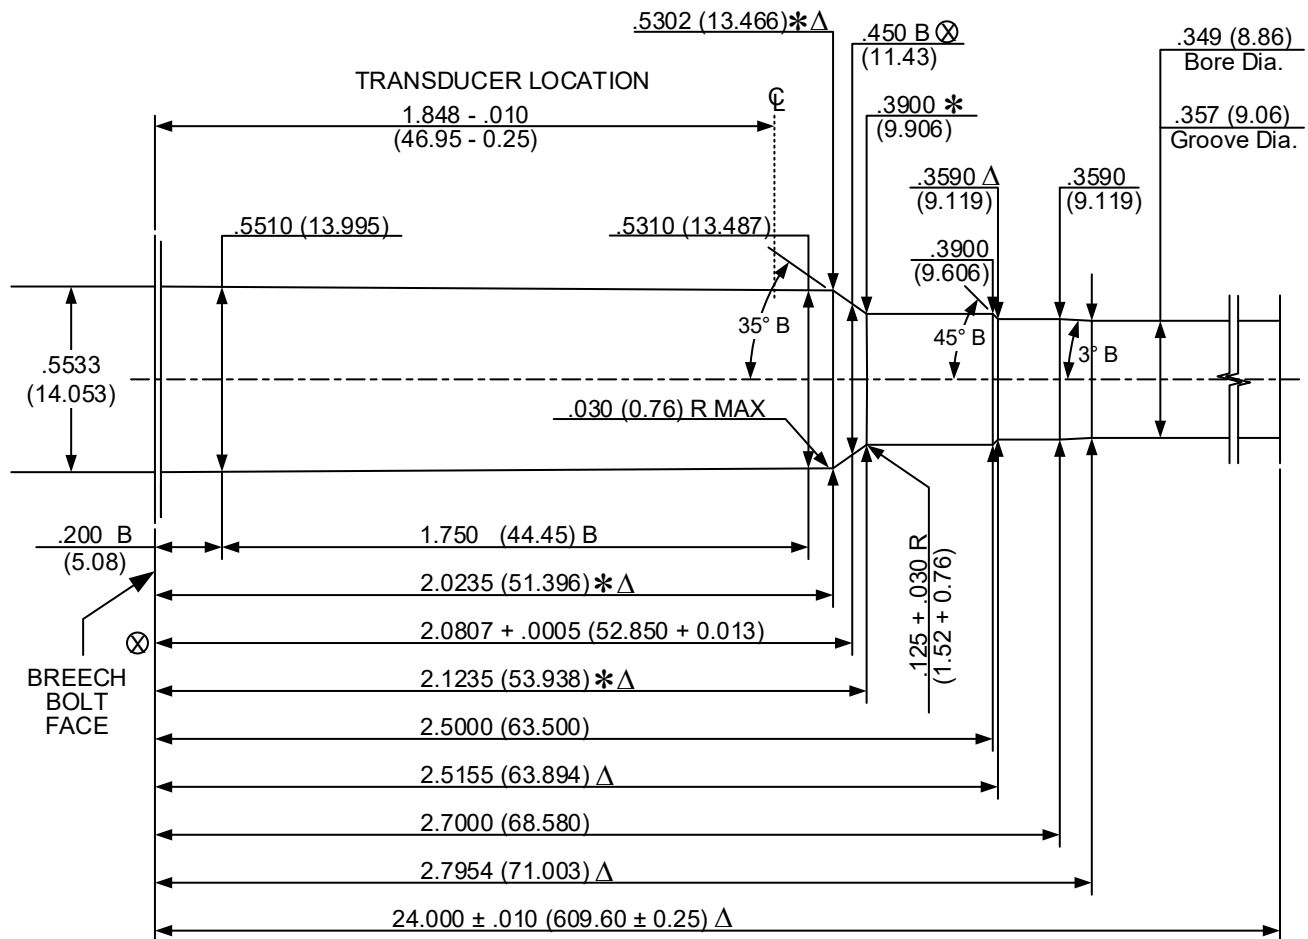 .5302 (13.466)✱Δ
.450 B ⊗
(11.43)
.349 (8.86)
Bore Dia.
TRANSDUCER LOCATION
℄
1.848 - .010
(46.95 - 0.25)
.3900 ✱
(9.906)
.357 (9.06)
Groove Dia.
.3590 Δ
(9.119)
.3590
(9.119)
.5510 (13.995)
.5310 (13.487)
.3900
(9.606)
35° B
45° B
3° B
.5533
(14.053)
.030 (0.76) R MAX
.200 B
(5.08)
1.750 (44.45) B
.125 + .030 R
(1.52 + 0.76)
2.0235 (51.396)✱Δ
⊗
2.0807 + .0005 (52.850 + 0.013)
BREECH
BOLT
FACE
2.1235 (53.938)✱Δ
2.5000 (63.500)
2.5155 (63.894) Δ
2.7000 (68.580)
2.7954 (71.003) Δ
24.000 ± .010 (609.60 ± 0.25) Δ